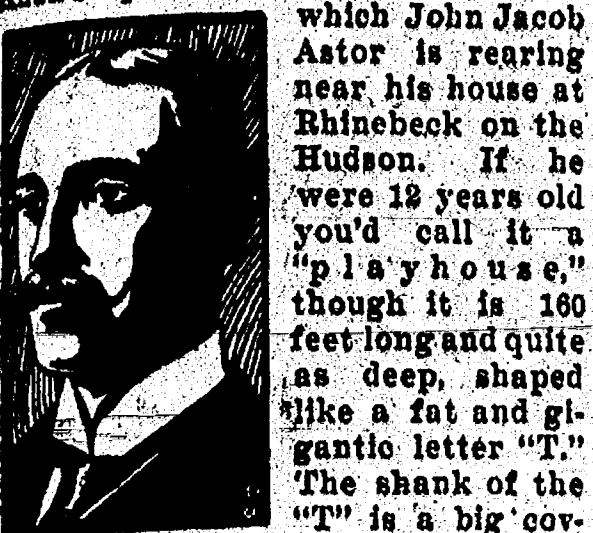 which John Jacob
Astor is rearing
near his house at
Rhinebeck on the
Hudson. If he
were 12 years old
you'd call it a
"playhouse,"
though it is 160
feet long and quite
as deep, shaped
like a fat and gi-
gantic letter "T."
The shank of the
"T" is a big cov-